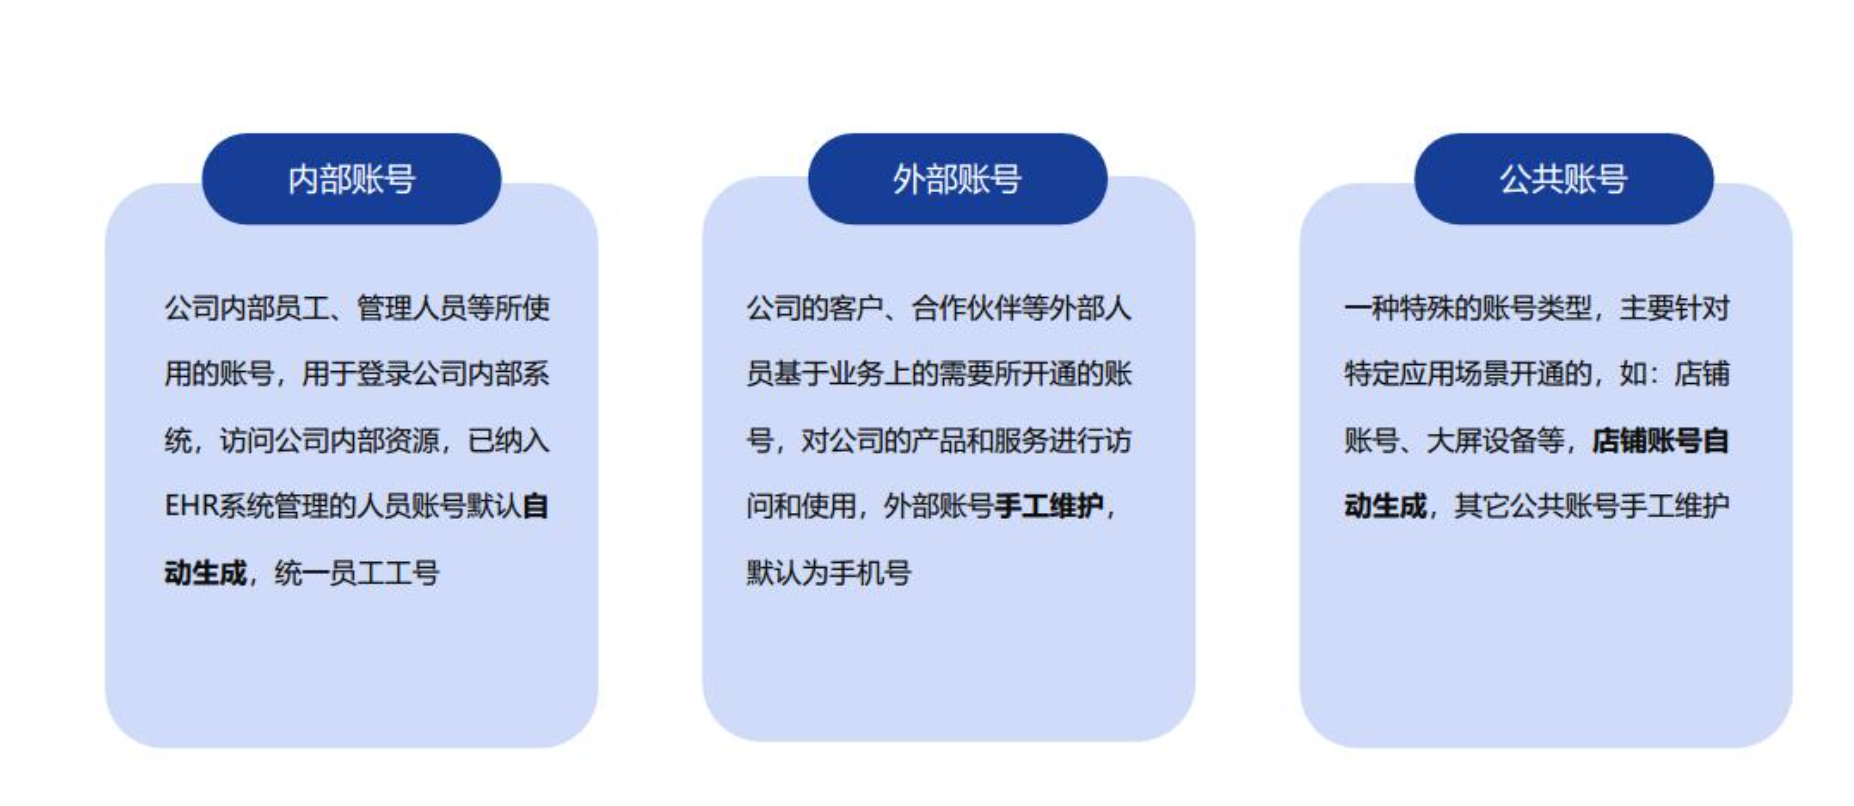 内部账号
公司内部员工、管理人员等所使
用的账号，用于登录公司内部系
统，访问公司内部资源，已纳入
EHR系统管理的人员账号默认自
动生成，统一员工工号
外部账号
公司的客户、合作伙伴等外部人
员基于业务上的需要所开通的账
号，对公司的产品和服务进行访
问和使用，外部账号手工维护，
默认为手机号
公共账号
一种特殊的账号类型，主要针对
特定应用场景开通的，如：店铺
账号、大屏设备等，店铺账号自
动生成，其它公共账号手工维护